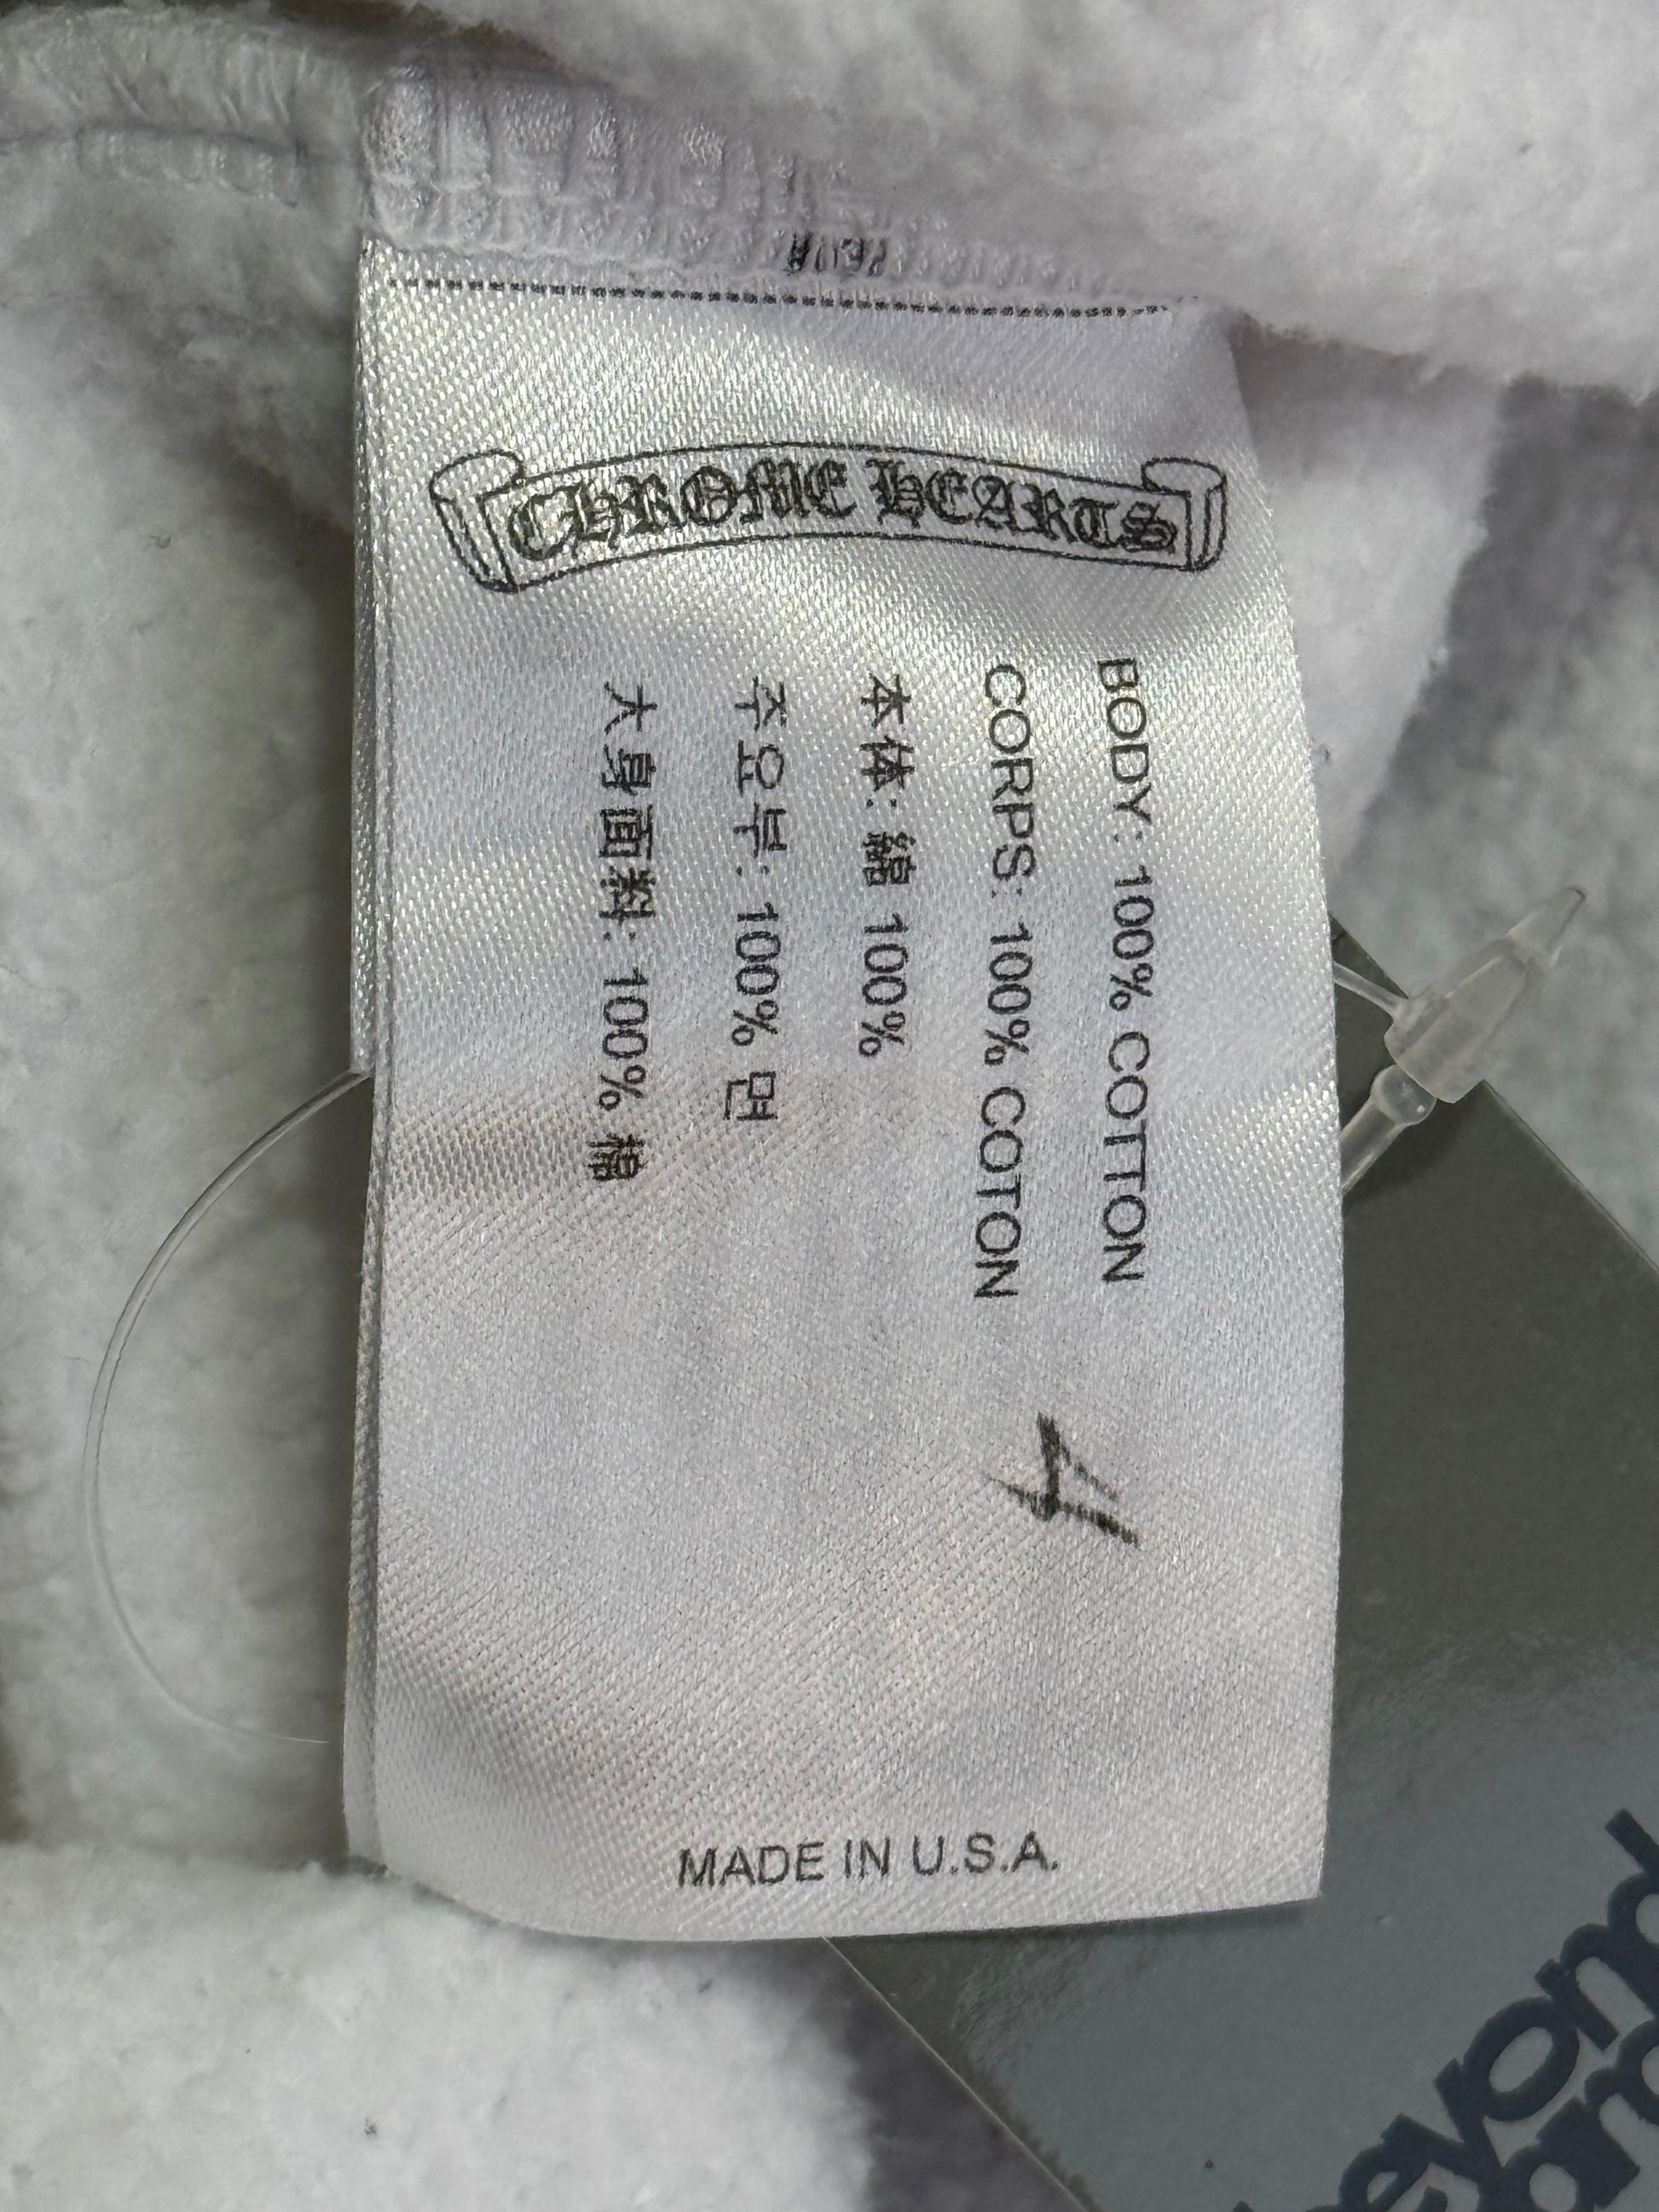 CHROME HEARTS
BODY: 100% COTTON
CORPS: 100% COTON
本体: 綿 100%
주요부: 100% 면
大身面料: 100% 棉
4
MADE IN U.S.A.
beyond